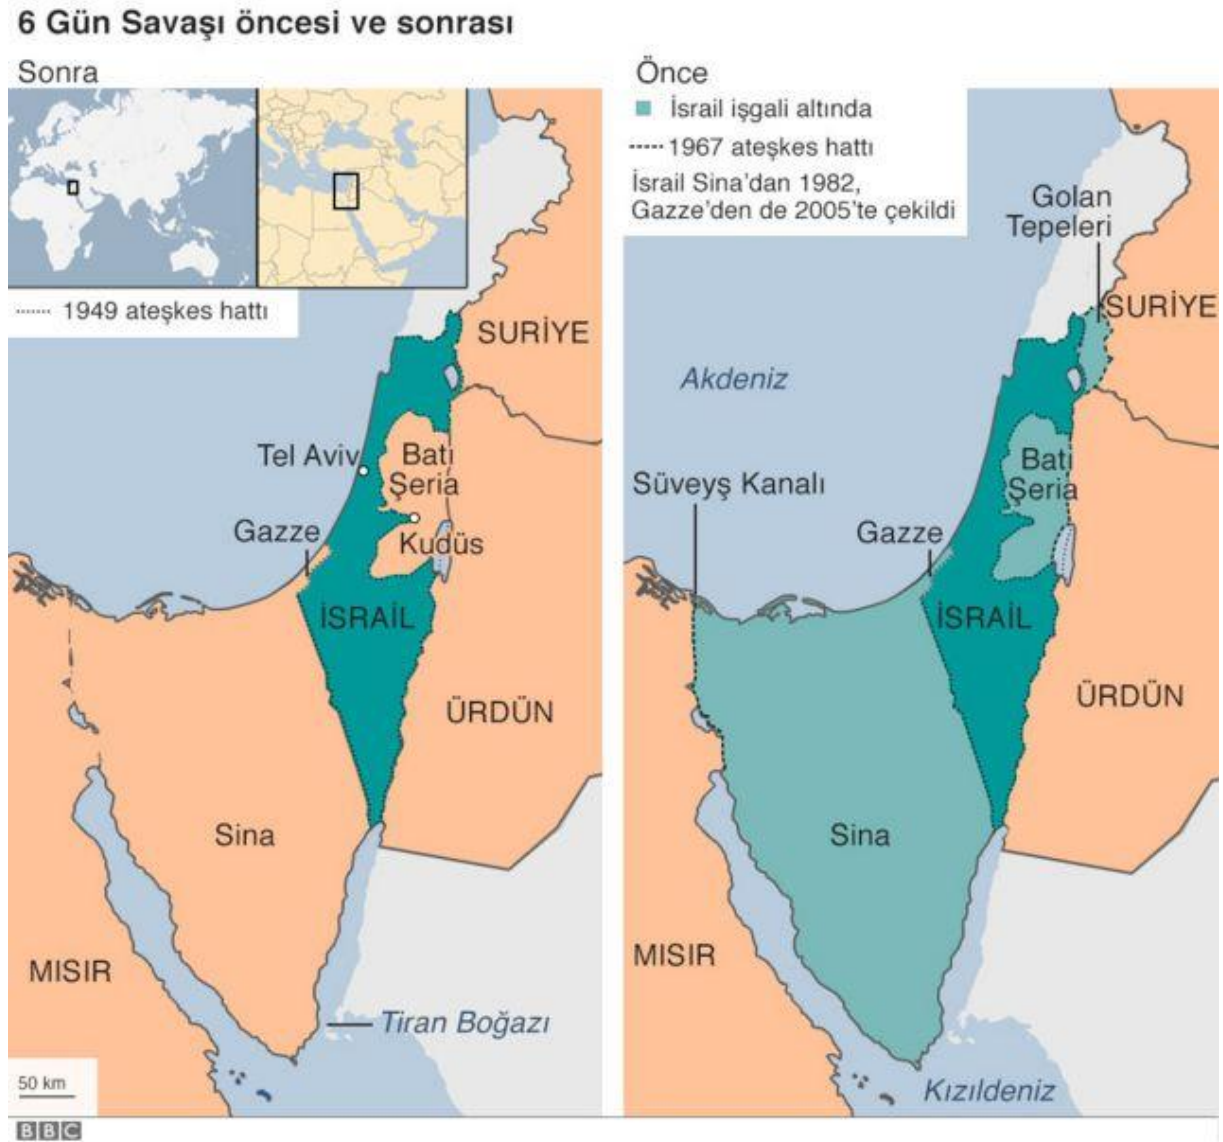 6 Gün Savaşı öncesi ve sonrası
Sonra
1949 ateşkes hattı
SURİYE
Tel Aviv
Batı
Şeria
Gazze
Kudüs
İSRAİL
ÜRDÜN
Sina
MISIR
Tiran Boğazı
50 km
Önce
İsrail işgali altında
1967 ateşkes hattı
İsrail Sina'dan 1982,
Gazze'den de 2005'te çekildi
Golan
Tepeleri
SURİYE
Akdeniz
Batı
Şeria
Süveyş Kanalı
Gazze
İSRAİL
ÜRDÜN
Sina
MISIR
Kızıldeniz
BBC